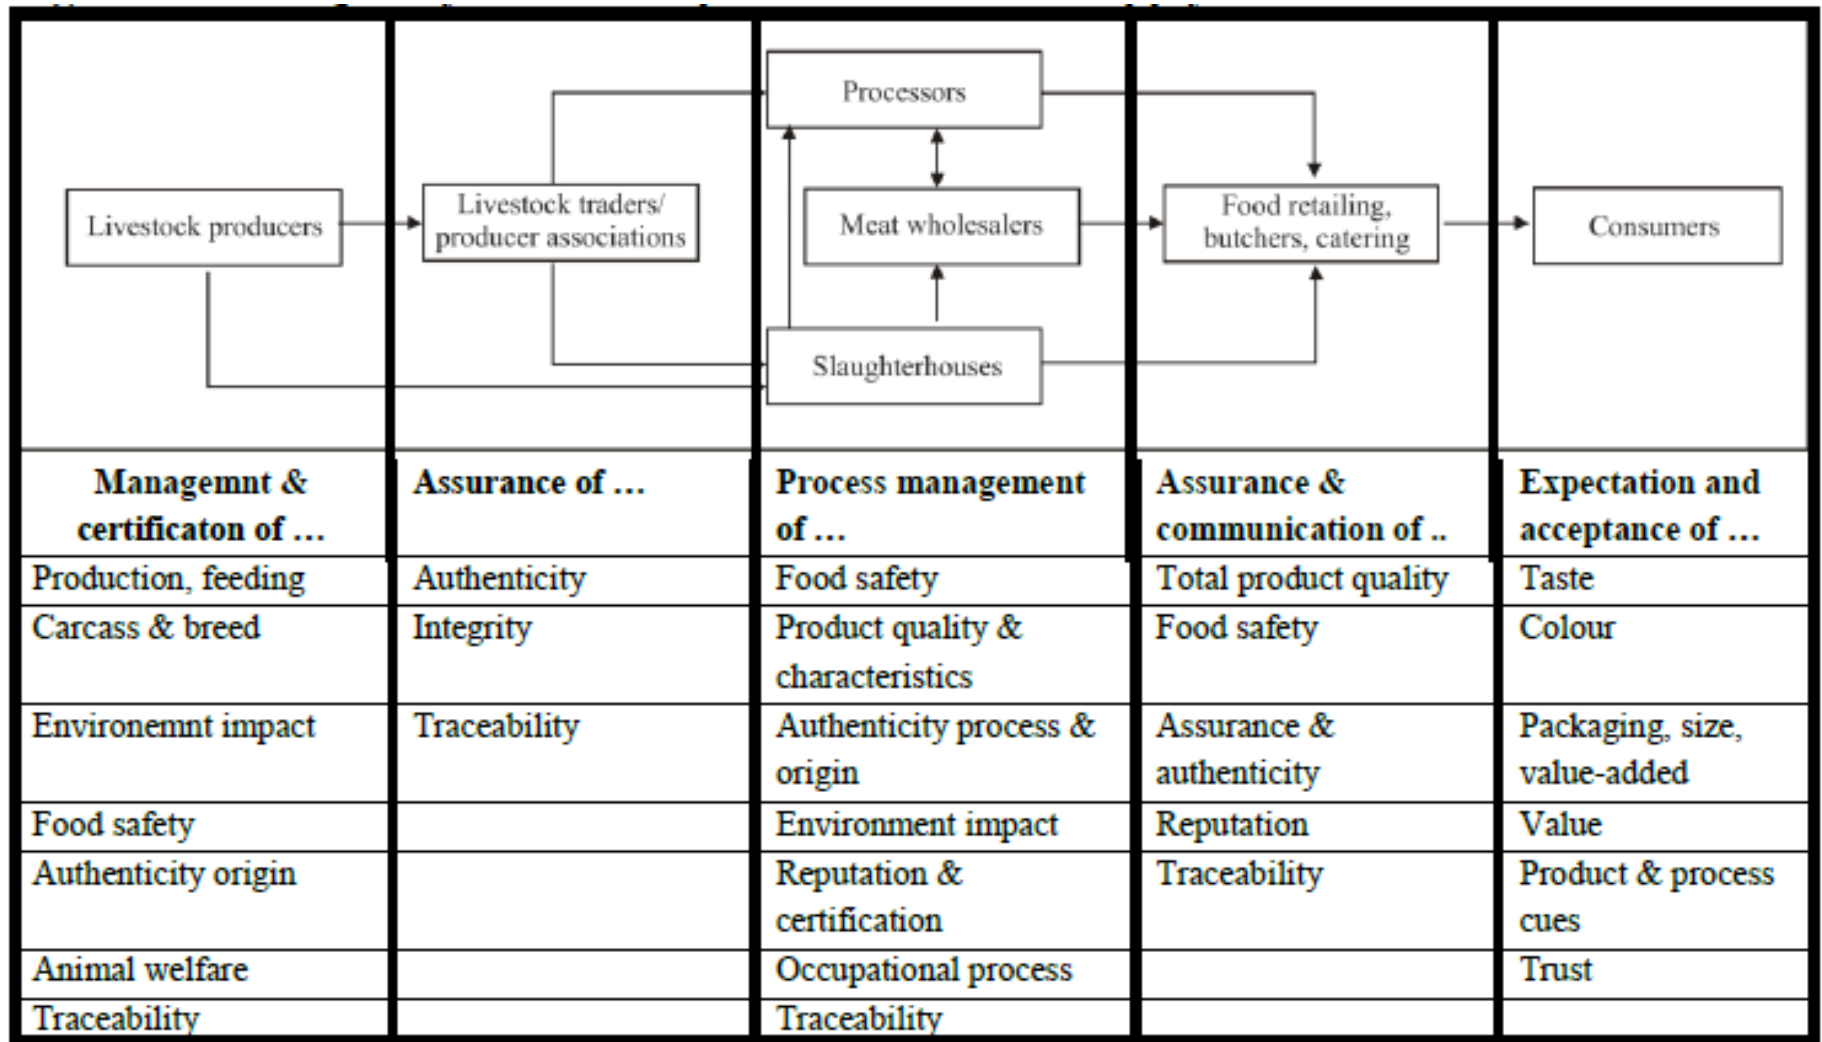 Processors
Livestock producers
Livestock traders/
producer associations
Meat wholesalers
Food retailing,
butchers, catering
Consumers
Slaughterhouses
Managemnt &
certificaton of …
Assurance of …
Process management
of …
Assurance &
communication of ..
Expectation and
acceptance of …
Production, feeding
Authenticity
Food safety
Total product quality
Taste
Carcass & breed
Integrity
Product quality &
characteristics
Food safety
Colour
Environemnt impact
Traceability
Authenticity process &
origin
Assurance &
authenticity
Packaging, size,
value-added
Food safety
Environment impact
Reputation
Value
Authenticity origin
Reputation &
certification
Traceability
Product & process
cues
Animal welfare
Occupational process
Trust
Traceability
Traceability